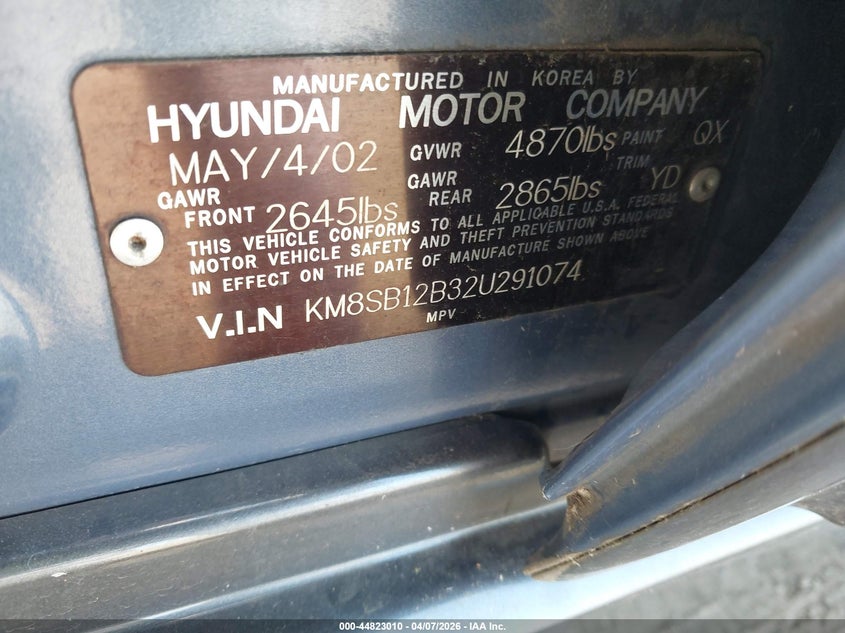 MANUFACTURED IN KOREA BY
HYUNDAI MOTOR COMPANY
MAY/4/02 GVWR 4870lbs PAINT QX
GAWR FRONT 2645lbs GAWR REAR 2865lbs TRIM YD
THIS VEHICLE CONFORMS TO ALL APPLICABLE U.S.A. FEDERAL
MOTOR VEHICLE SAFETY AND THEFT PREVENTION STANDARDS
IN EFFECT ON THE DATE OF MANUFACTURE SHOWN ABOVE
V.I.N KM8SB12B32U291074
MPV
000-44823010 | 04/07/2026 | IAA Inc.